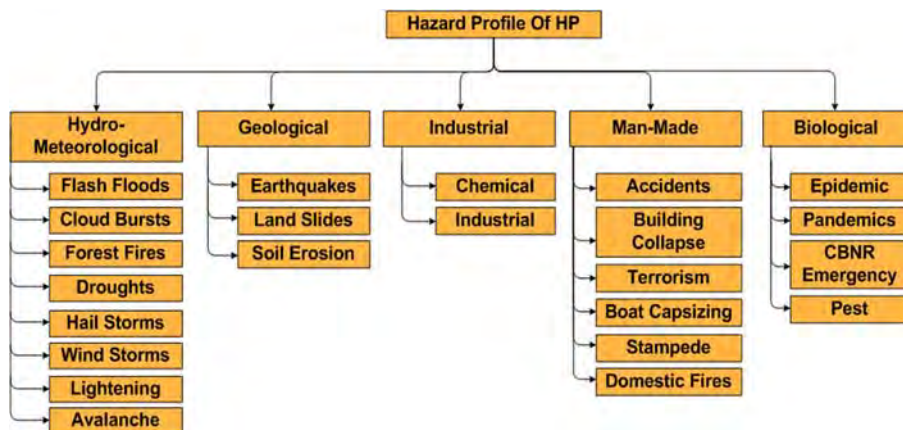 Hazard Profile Of HP
Hydro-
Meteorological
Flash Floods
Cloud Bursts
Forest Fires
Droughts
Hail Storms
Wind Storms
Lightening
Avalanche
Geological
Earthquakes
Land Slides
Soil Erosion
Industrial
Chemical
Industrial
Man-Made
Accidents
Building
Collapse
Terrorism
Boat Capsizing
Stampede
Domestic Fires
Biological
Epidemic
Pandemics
CBNR
Emergency
Pest